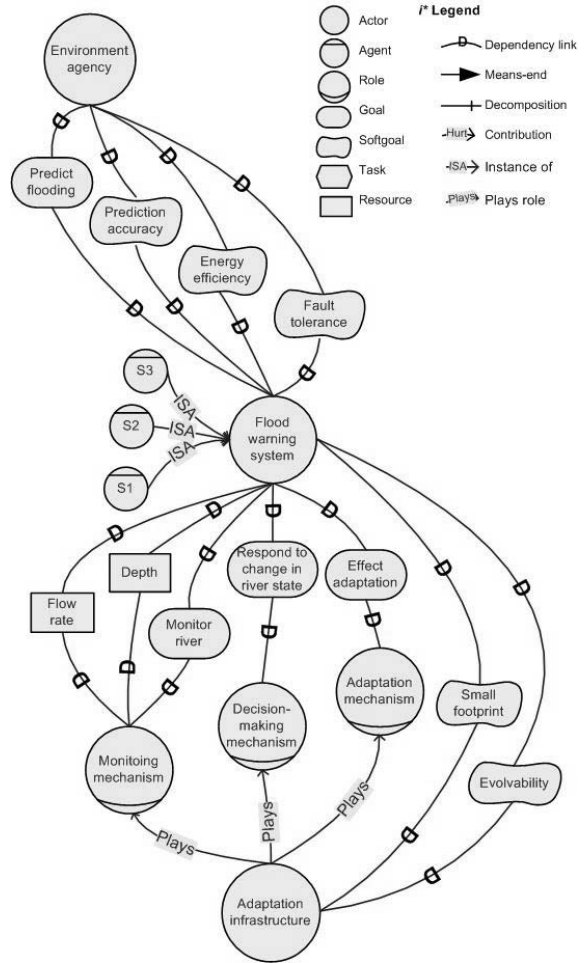 i* Legend
Actor
Agent
Role
Goal
Softgoal
Task
Resource
D
Dependency link
Means-end
Decomposition
Hurt
Contribution
ISA
Instance of
Plays
Plays role
Environment
agency
D
D
D
D
Predict
flooding
Prediction
accuracy
Energy
efficiency
Fault
tolerance
D
D
D
D
S3
S2
S1
ISA
ISA
ISA
Flood
warning
system
D
D
D
D
D
D
D
Flow
rate
Depth
Monitor
river
Respond to
change in
river state
Effect
adaptation
D
D
D
D
D
Small
footprint
Evolvability
Monitoing
mechanism
Decision-
making
mechanism
Adaptation
mechanism
Plays
Plays
Plays
D
D
Adaptation
infrastructure